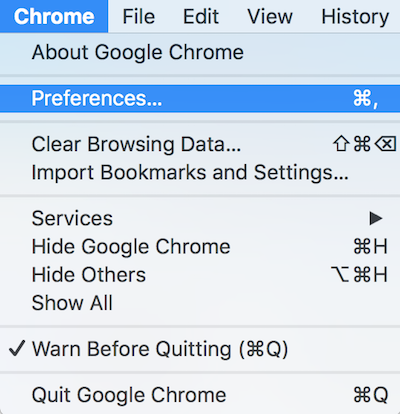 Chrome File Edit View History
About Google Chrome
Preferences... ⌘,
Clear Browsing Data... ⇧⌘⌫
Import Bookmarks and Settings...
Services ▶
Hide Google Chrome ⌘H
Hide Others ⌥⌘H
Show All
✓ Warn Before Quitting (⌘Q)
Quit Google Chrome ⌘Q